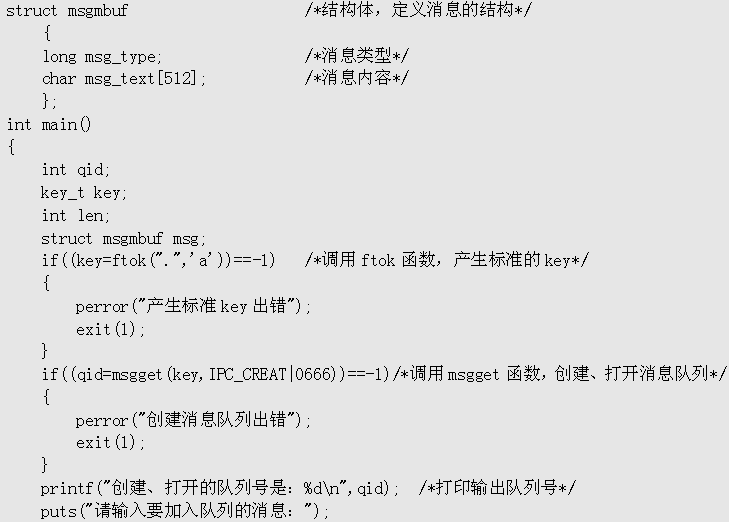 struct msgmbuf                 /*结构体，定义消息的结构*/
    {
    long msg_type;             /*消息类型*/
    char msg_text[512];        /*消息内容*/
    };
int main()
{
    int qid;
    key_t key;
    int len;
    struct msgmbuf msg;
    if((key=ftok(".",'a'))==-1)   /*调用 ftok 函数，产生标准的key*/
    {
        perror("产生标准 key 出错");
        exit(1);
    }
    if((qid=msgget(key,IPC_CREAT|0666))==-1)/*调用 msgget 函数，创建、打开消息队列*/
    {
        perror("创建消息队列出错");
        exit(1);
    }
    printf("创建、打开的队列号是：%d\n",qid);  /*打印输出队列号*/
    puts("请输入要加入队列的消息：");